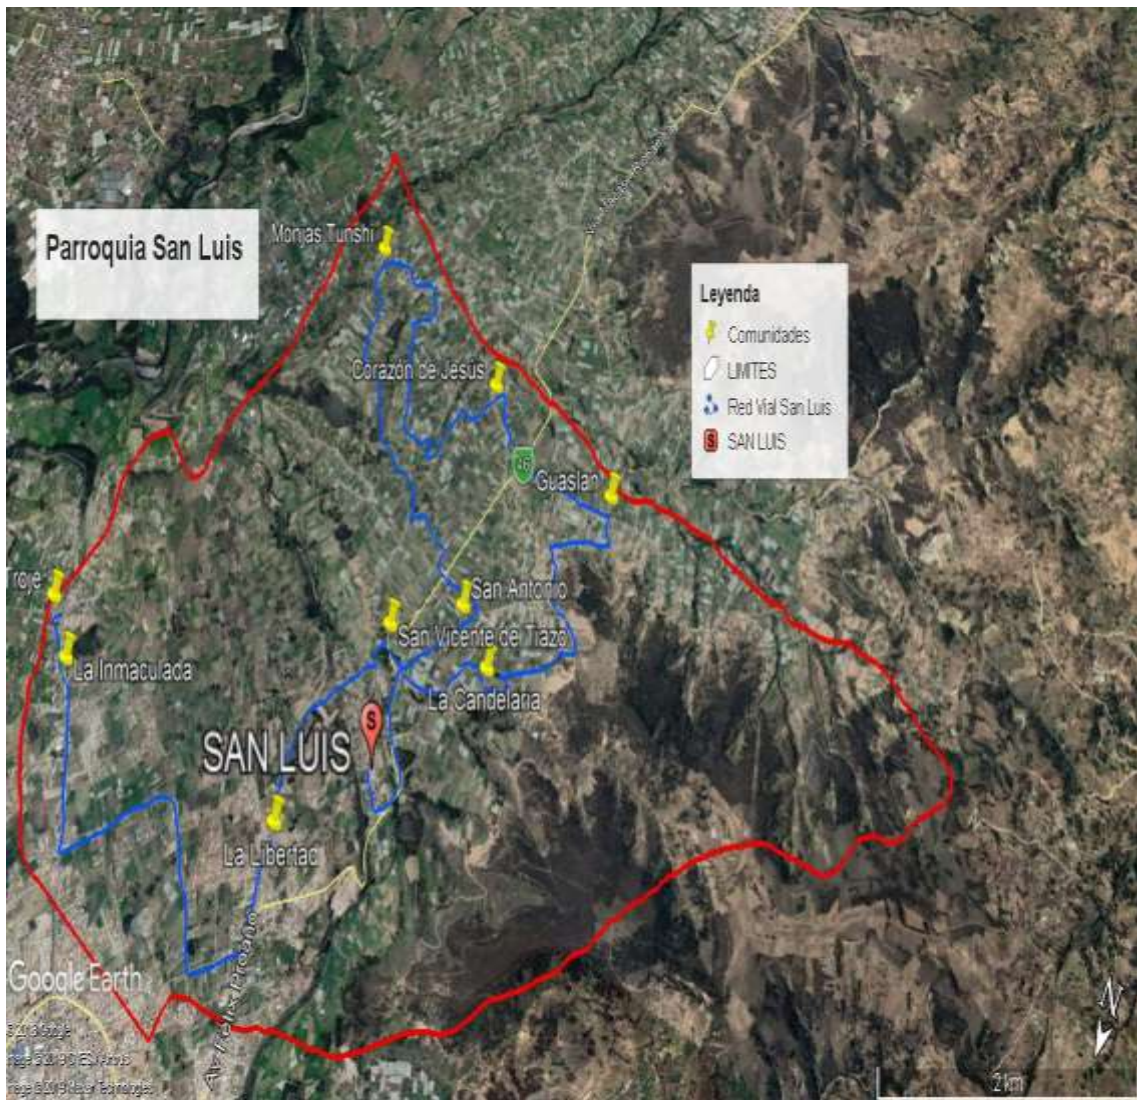 Monjas Tunshi
Parroquia San Luis
Leyenda
Comunidades
LIMITES
Red Vial San Luis
S
SAN LUIS
Corazón de Jesús
46
Guaslan
Troje
San Antonio
San Vicente de Tiazo
La Inmaculada
La Candelaria
S
SAN LUIS
La Libertad
Google Earth
N
2 km